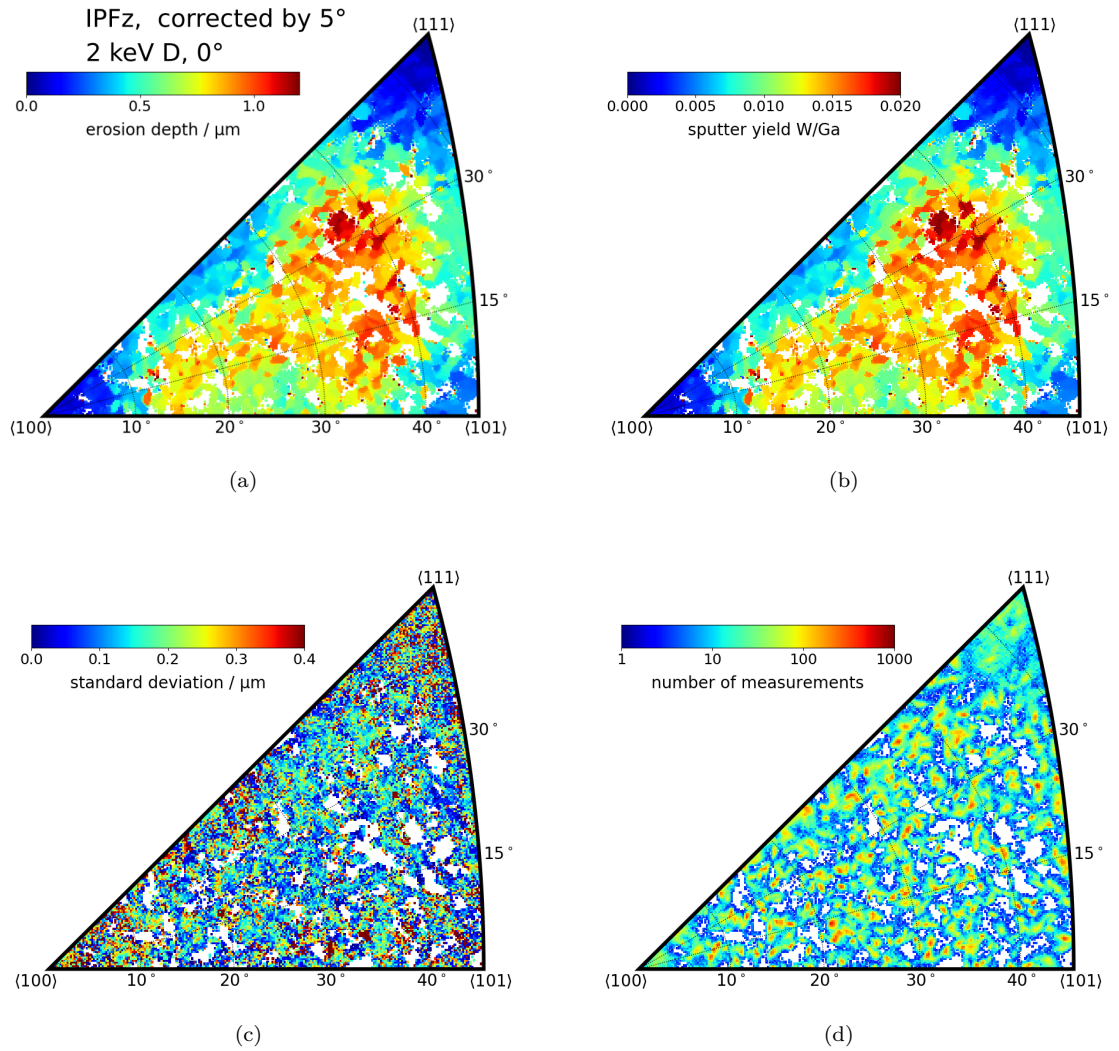 IPFz, corrected by 5°
2 keV D, 0°
0.0 0.5 1.0
erosion depth / µm
⟨111⟩
30°
15°
⟨100⟩ 10° 20° 30° 40° ⟨101⟩
(a)
0.000 0.005 0.010 0.015 0.020
sputter yield W/Ga
⟨111⟩
30°
15°
⟨100⟩ 10° 20° 30° 40° ⟨101⟩
(b)
0.0 0.1 0.2 0.3 0.4
standard deviation / µm
⟨111⟩
30°
15°
⟨100⟩ 10° 20° 30° 40° ⟨101⟩
(c)
1 10 100 1000
number of measurements
⟨111⟩
30°
15°
⟨100⟩ 10° 20° 30° 40° ⟨101⟩
(d)